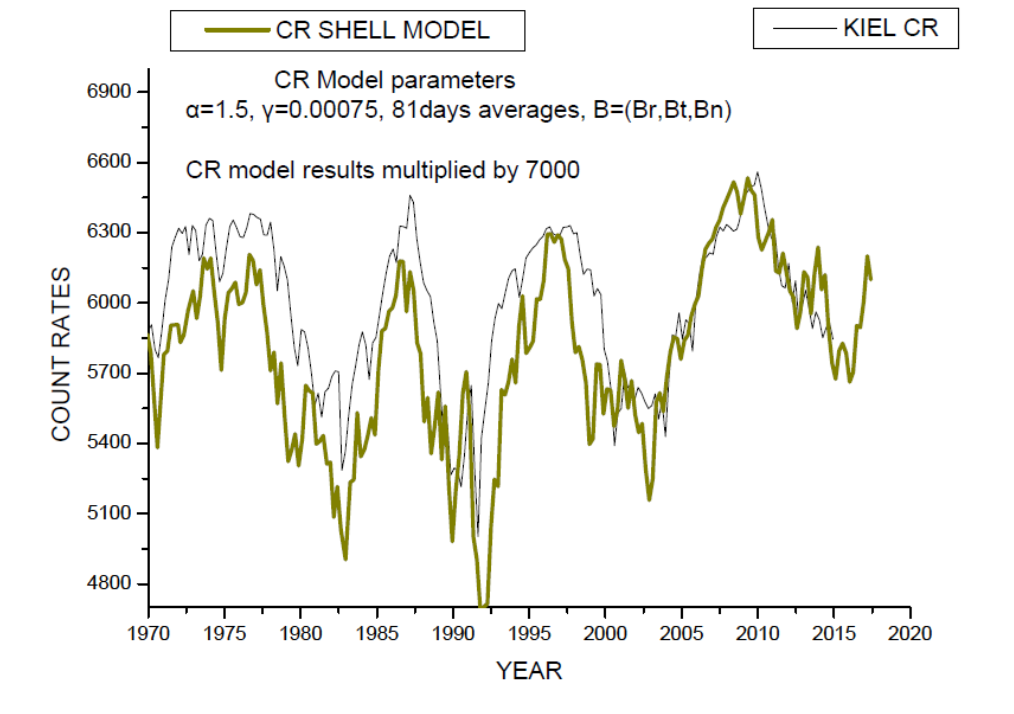 CR SHELL MODEL
KIEL CR
CR Model parameters
α=1.5, γ=0.00075, 81days averages, B=(Br,Bt,Bn)
CR model results multiplied by 7000
COUNT RATES
6900
6600
6300
6000
5700
5400
5100
4800
1970 1975 1980 1985 1990 1995 2000 2005 2010 2015 2020
YEAR